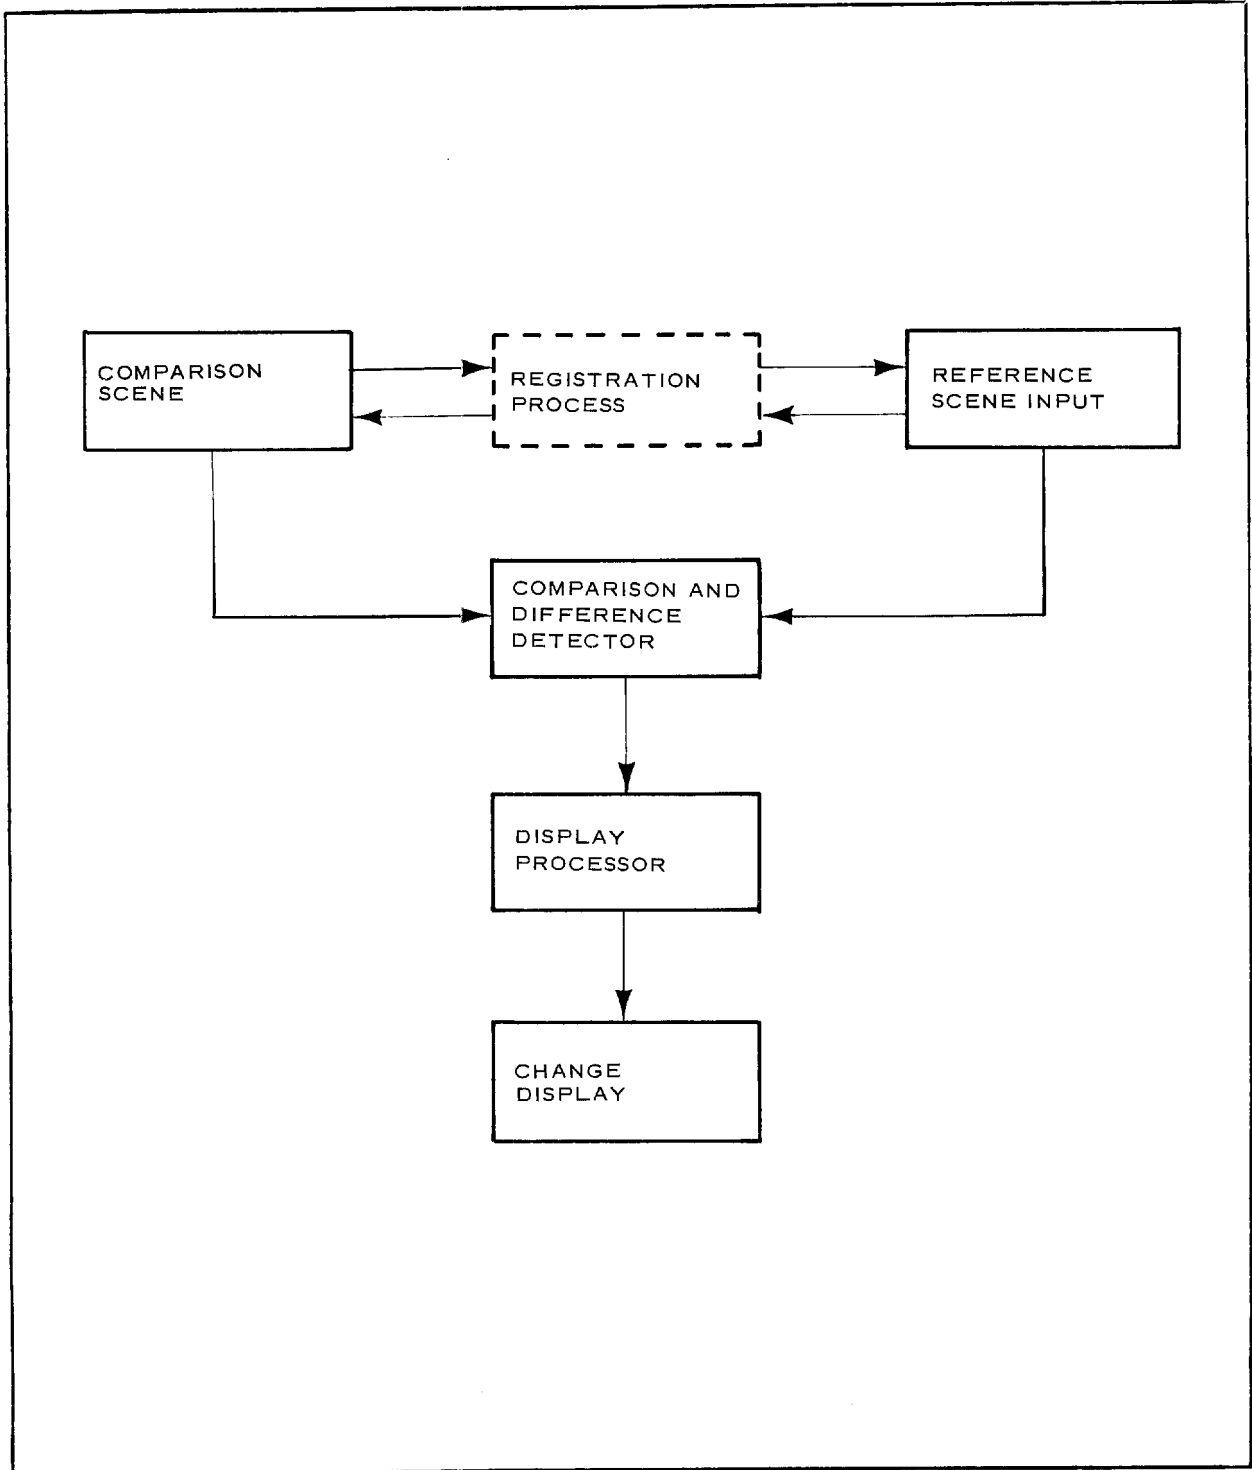 COMPARISON
SCENE
REGISTRATION
PROCESS
REFERENCE
SCENE INPUT
COMPARISON AND
DIFFERENCE
DETECTOR
DISPLAY
PROCESSOR
CHANGE
DISPLAY